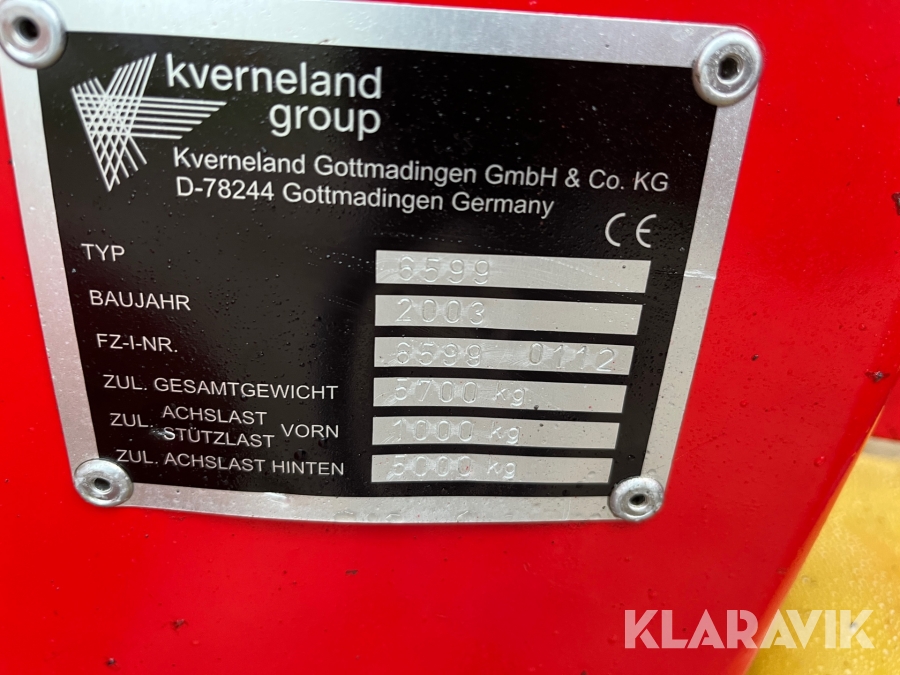 kverneland
group
Kverneland Gottmadingen GmbH & Co. KG
D-78244 Gottmadingen Germany
CE
TYP 6599
BAUJAHR 2003
FZ-I-NR. 6599 0112
ZUL. GESAMTGEWICHT 5700 kg
ZUL. ACHSLAST STÜTZLAST VORN 1000 kg
ZUL. ACHSLAST HINTEN 5000 kg
KLARAVIK